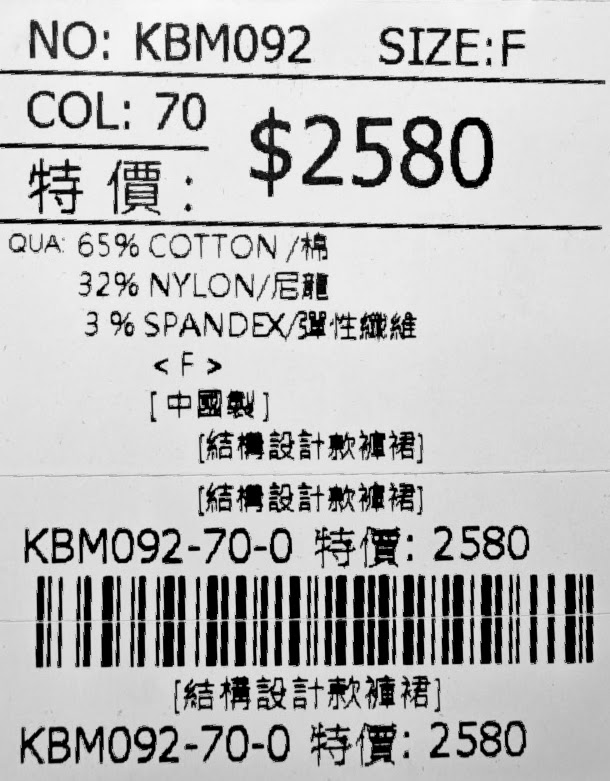 NO: KBM092 SIZE:F
COL: 70
特價: $2580
QUA: 65% COTTON /棉
32% NYLON/尼龍
3 % SPANDEX/彈性纖維
< F >
[中國製]
[結構設計款褲裙]
[結構設計款褲裙]
KBM092-70-0 特價: 2580
[結構設計款褲裙]
KBM092-70-0 特價: 2580